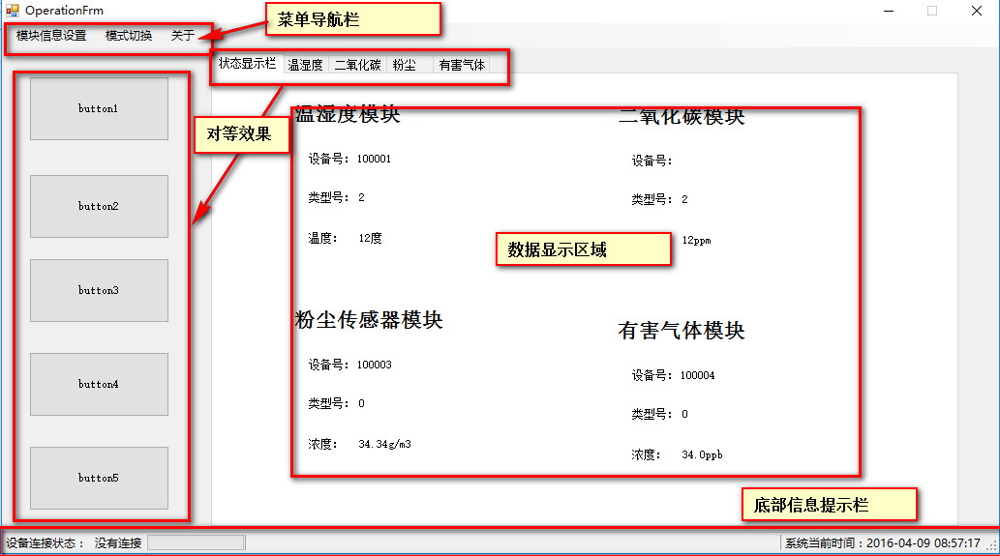 OperationFrm
菜单导航栏
模块信息设置 模式切换 关于
状态显示栏 温湿度 二氧化碳 粉尘 有害气体
button1
button2
button3
button4
button5
对等效果
温湿度模块
设备号: 100001
类型号: 2
温度: 12度
二氧化碳模块
设备号:
类型号: 2
12ppm
数据显示区域
粉尘传感器模块
设备号: 100003
类型号: 0
浓度: 34.34g/m3
有害气体模块
设备号: 100004
类型号: 0
浓度: 34.0ppb
底部信息提示栏
设备连接状态： 没有连接
系统当前时间：2016-04-09 08:57:17